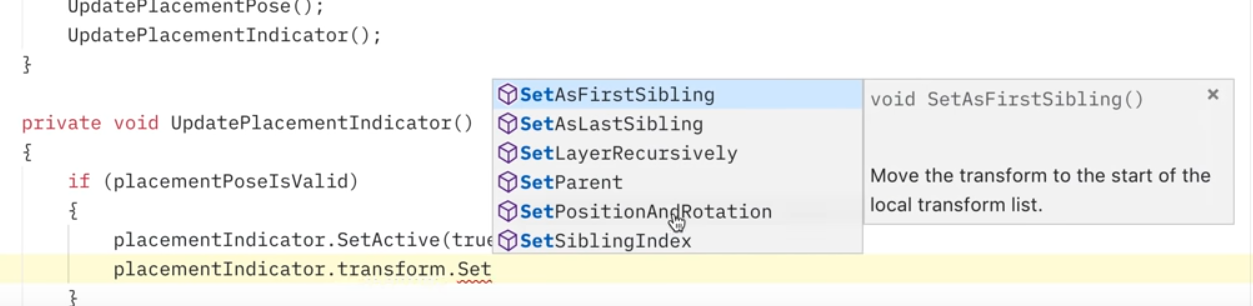 UpdatePlacementPose();
UpdatePlacementIndicator();
}
private void UpdatePlacementIndicator()
{
if (placementPoseIsValid)
{
placementIndicator.SetActive(true
placementIndicator.transform.Set
}
SetAsFirstSibling
SetAsLastSibling
SetLayerRecursively
SetParent
SetPositionAndRotation
SetSiblingIndex
void SetAsFirstSibling() ×
Move the transform to the start of the
local transform list.